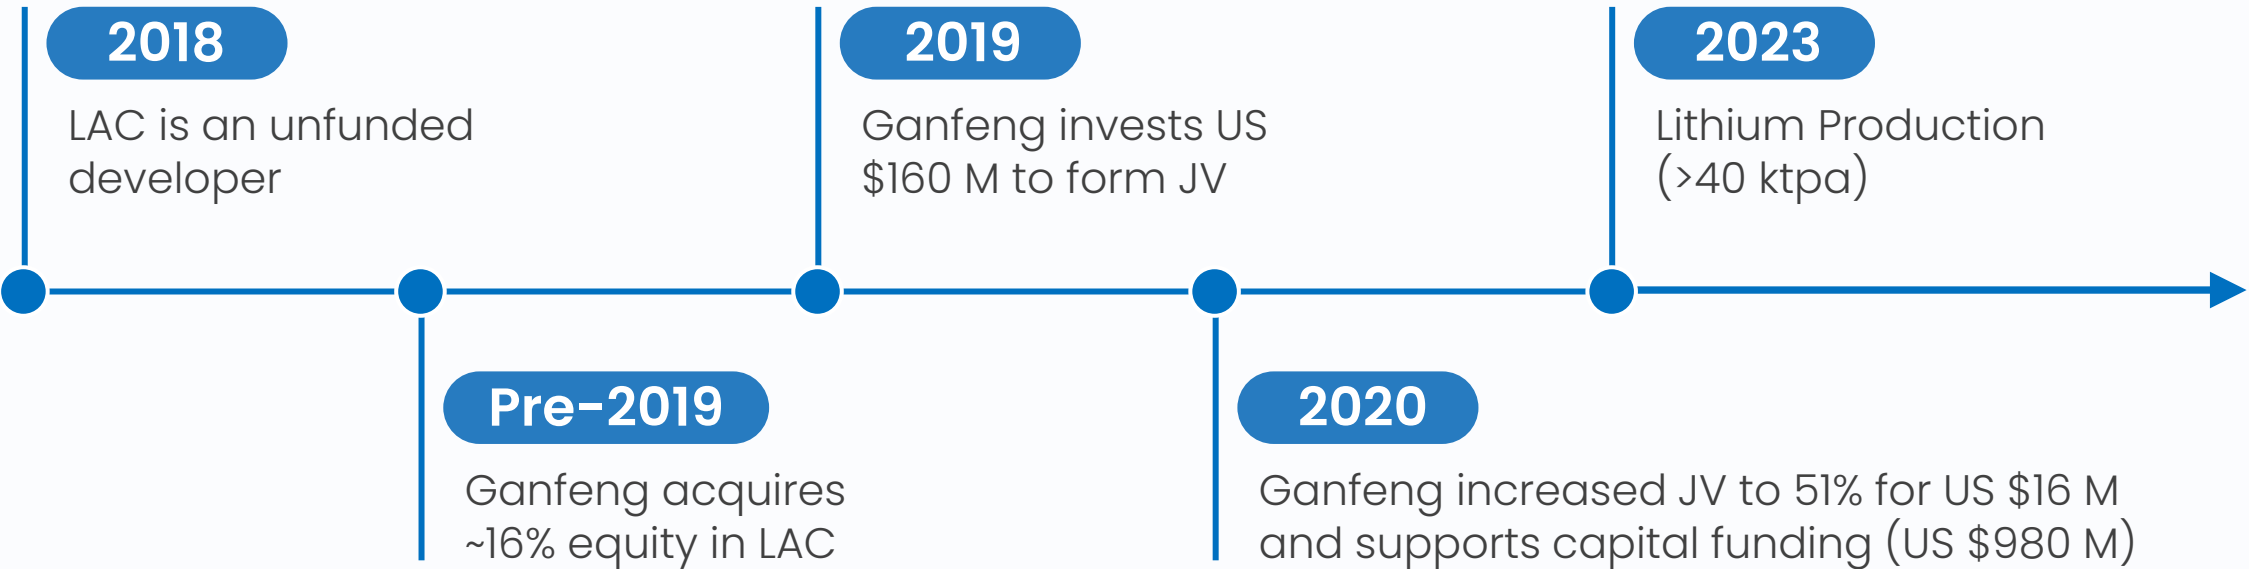 2018
LAC is an unfunded
developer
Pre-2019
Ganfeng acquires
~16% equity in LAC
2019
Ganfeng invests US
$160 M to form JV
2020
Ganfeng increased JV to 51% for US $16 M
and supports capital funding (US $980 M)
2023
Lithium Production
(>40 ktpa)